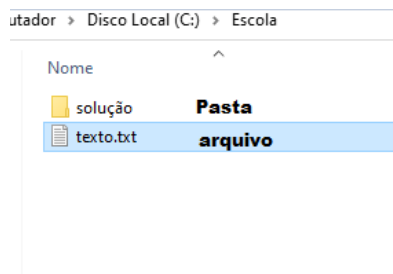 utador > Disco Local (C:) > Escola
Nome
solução Pasta
texto.txt arquivo